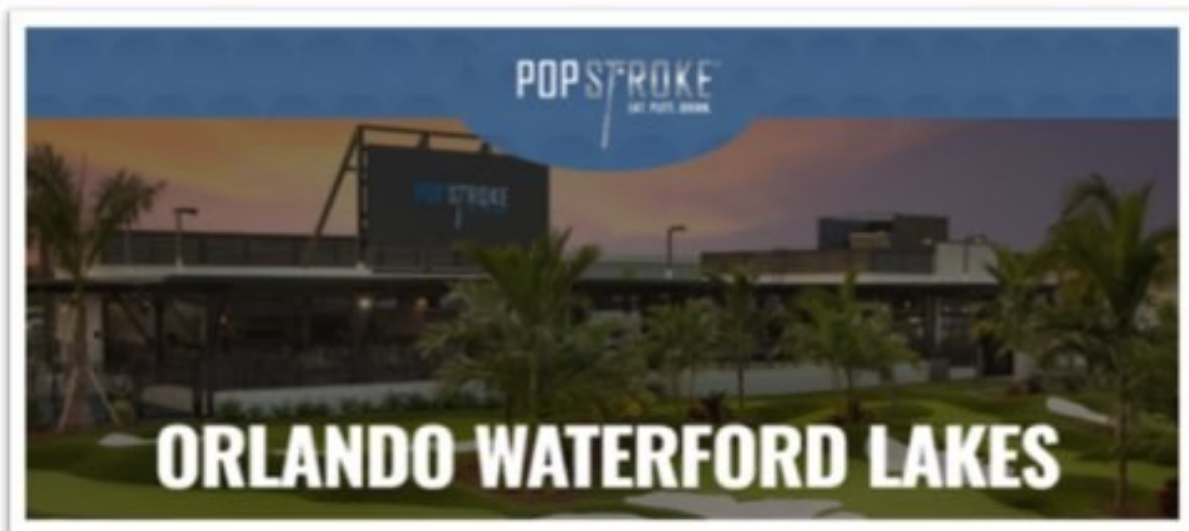 POPSTROKE
EAT. PUTT. DRINK.
POPSTROKE
ORLANDO WATERFORD LAKES